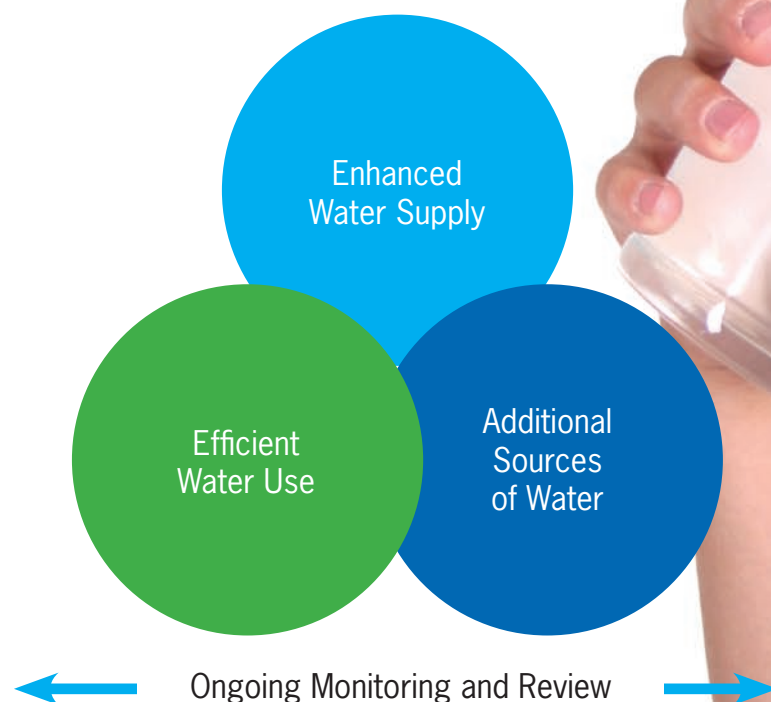 Enhanced
Water Supply
Efficient
Water Use
Additional
Sources
of Water
Ongoing Monitoring and Review